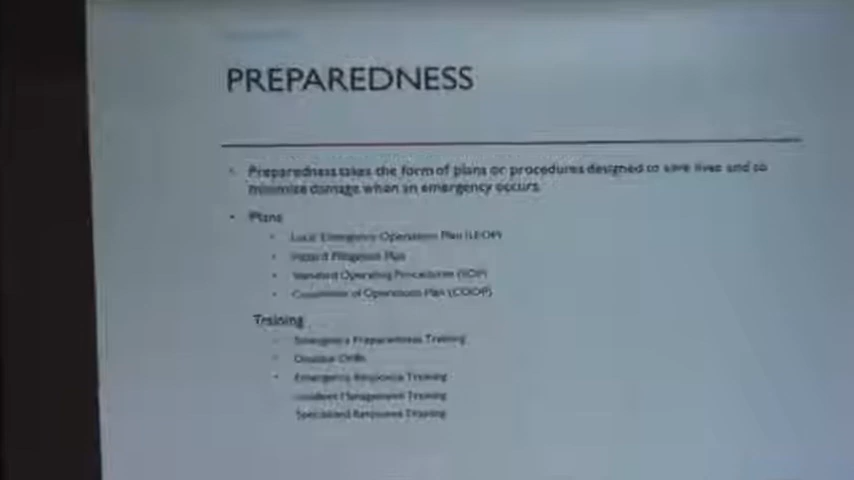 PREPAREDNESS
Preparedness takes the form of plans or procedures designed to save lives and to
minimize damage when an emergency occurs.
Plans
Local Emergency Operations Plan (LEOP)
Hazard Mitigation Plan
Standard Operating Procedures (SOP)
Continuity of Operations Plan (COOP)
Training
Emergency Preparedness Training
Disaster Drills
Emergency Response Training
Incident Management Training
Specialized Response Training